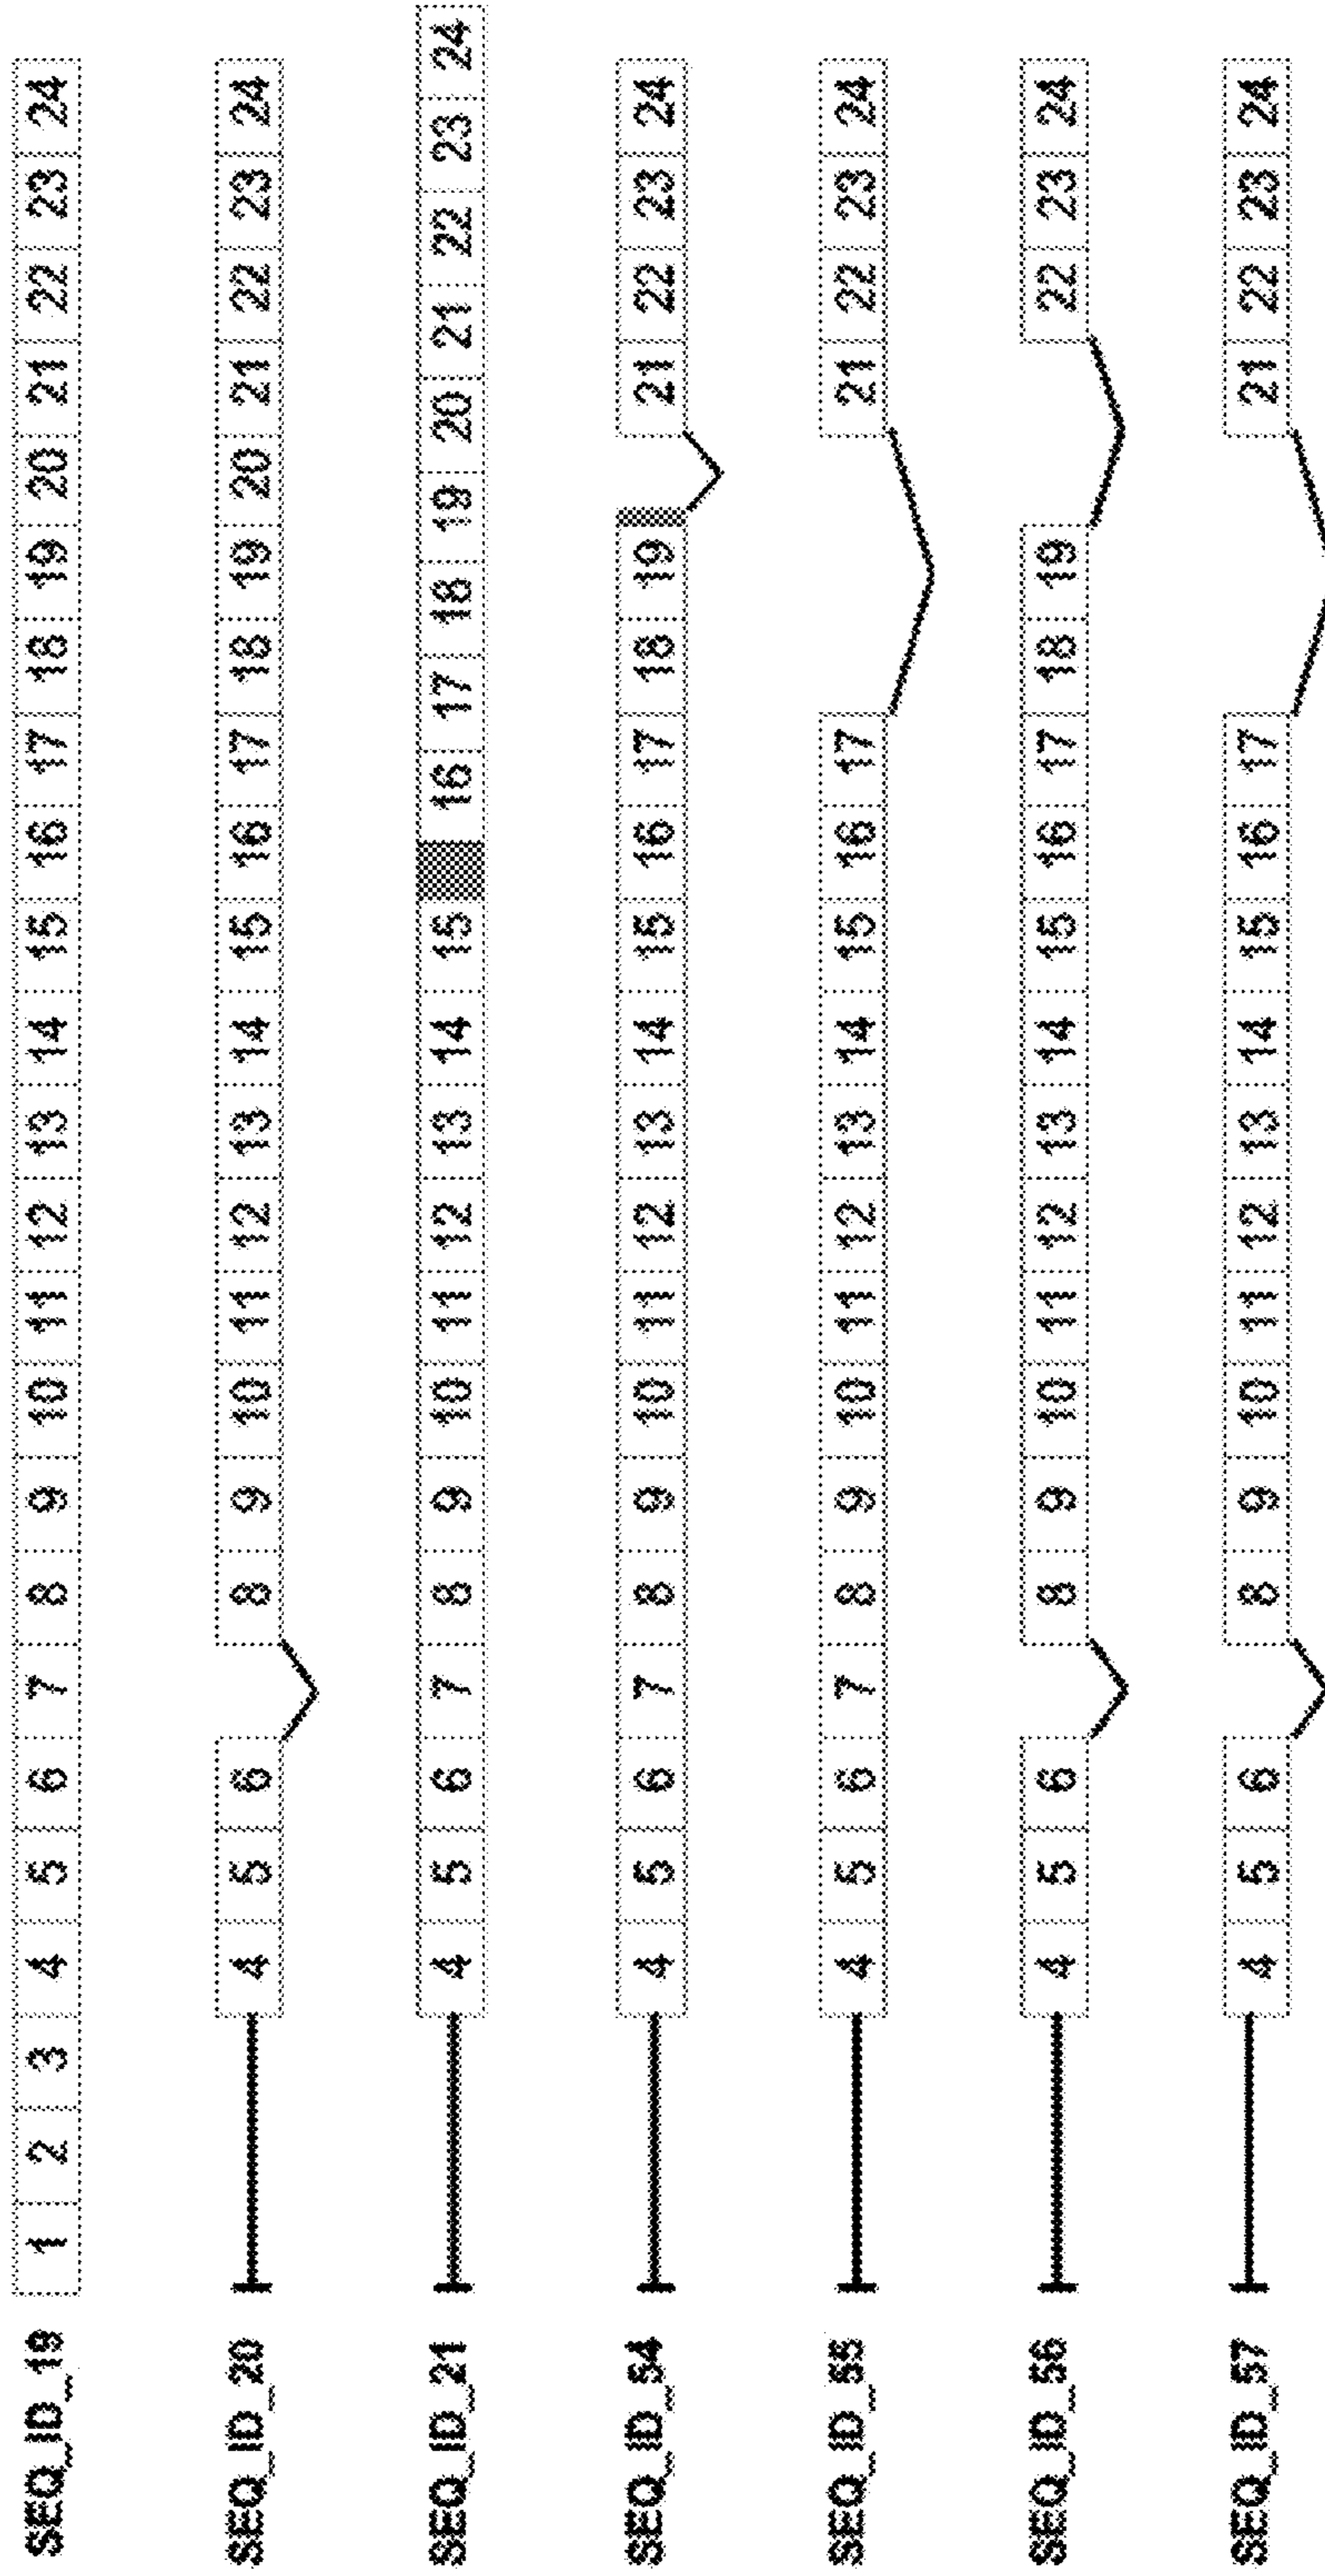 SEQ_ID_19 1 2 3 4 5 6 7 8 9 10 11 12 13 14 15 16 17 18 19 20 21 22 23 24
SEQ_ID_20 4 5 6 8 9 10 11 12 13 14 15 16 17 18 19 20 21 22 23 24
SEQ_ID_21 4 5 6 7 8 9 10 11 12 13 14 15 16 17 18 19 20 21 22 23 24
SEQ_ID_54 4 5 6 7 8 9 10 11 12 13 14 15 16 17 18 19 21 22 23 24
SEQ_ID_55 4 5 6 7 8 9 10 11 12 13 14 15 16 17 21 22 23 24
SEQ_ID_56 4 5 6 8 9 10 11 12 13 14 15 16 17 18 19 22 23 24
SEQ_ID_57 4 5 6 8 9 10 11 12 13 14 15 16 17 21 22 23 24